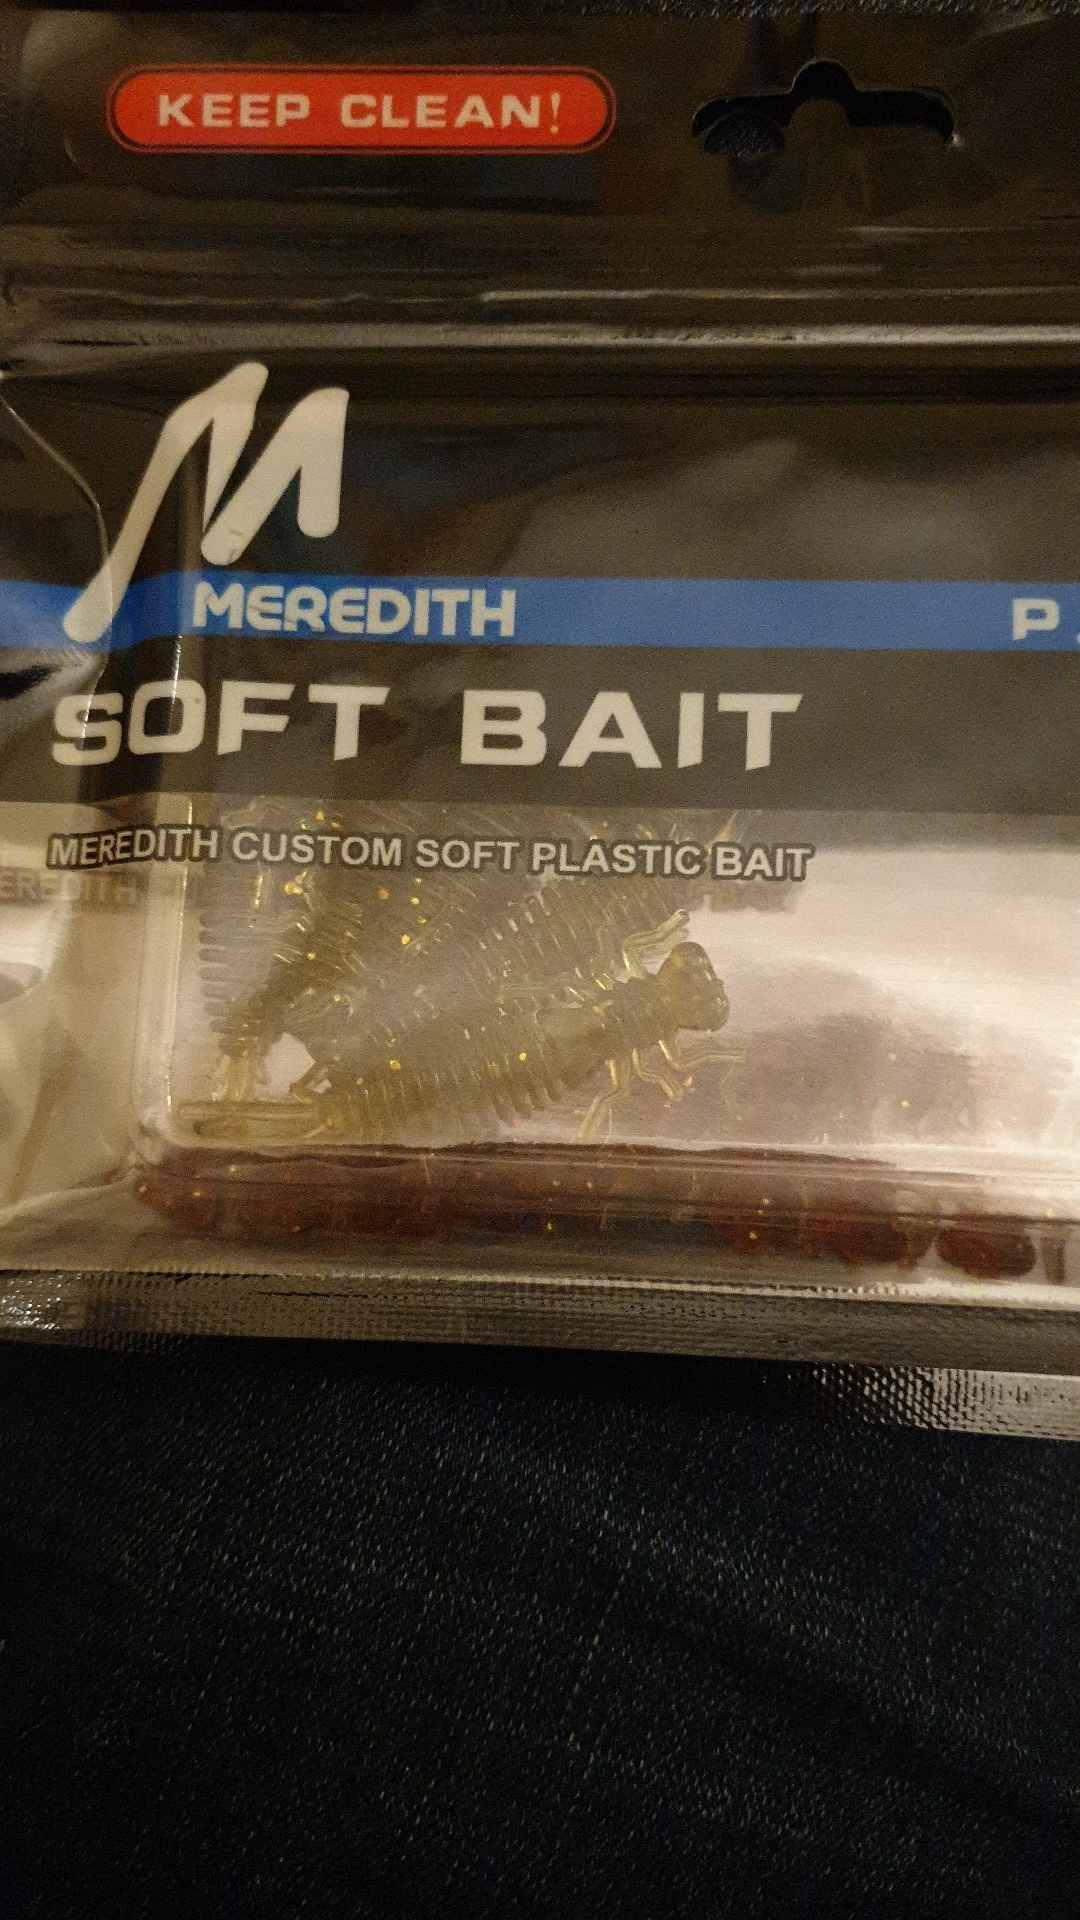 KEEP CLEAN!
MEREDITH
P
SOFT BAIT
MEREDITH CUSTOM SOFT PLASTIC BAIT